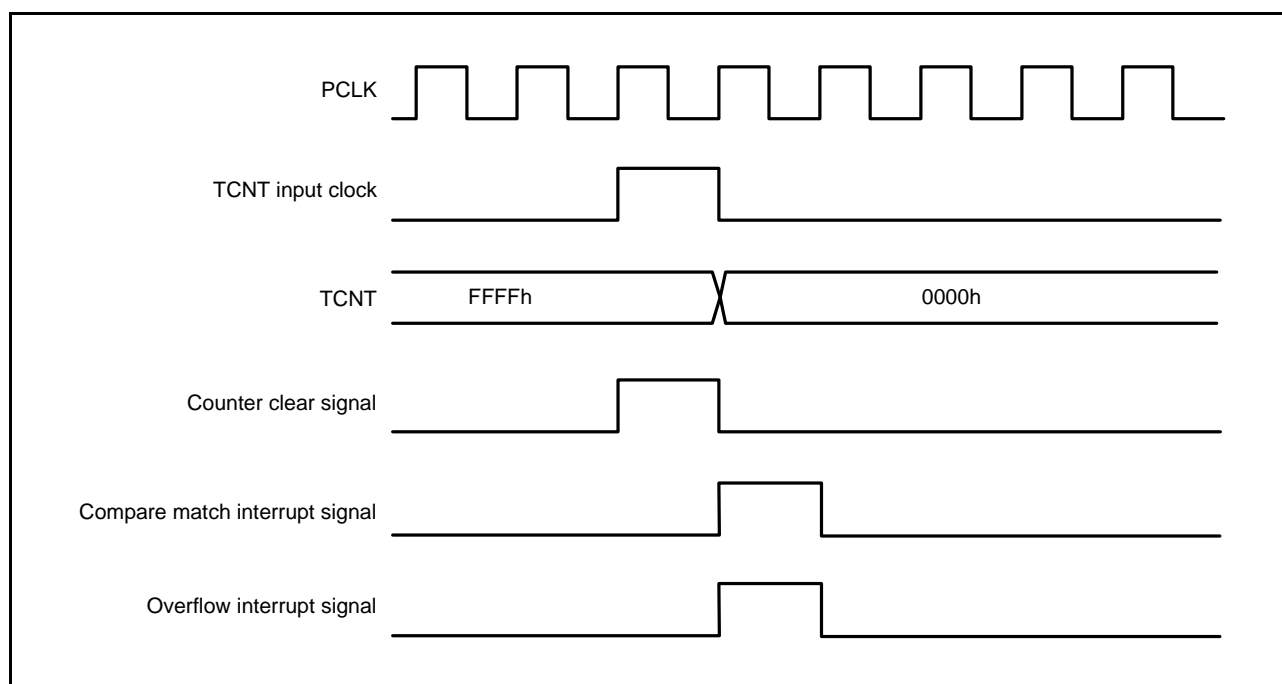 PCLK
TCNT input clock
TCNT
FFFFh
0000h
Counter clear signal
Compare match interrupt signal
Overflow interrupt signal